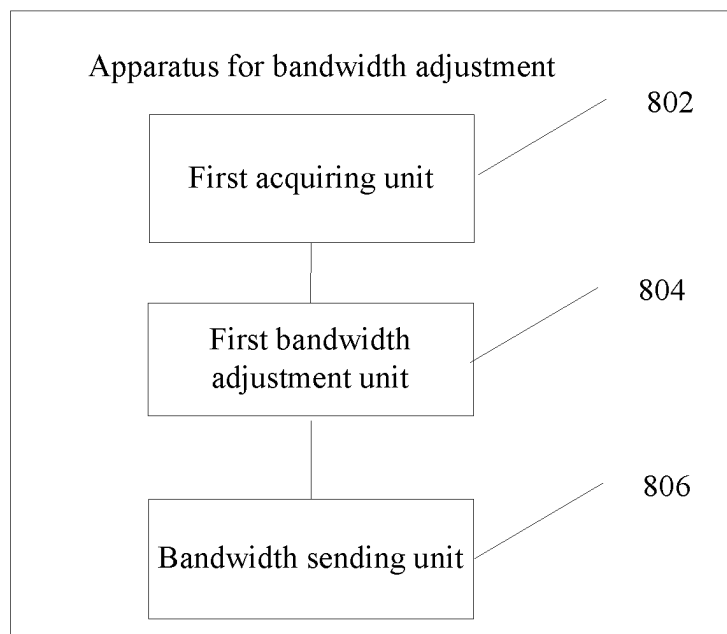 Apparatus for bandwidth adjustment
802
First acquiring unit
804
First bandwidth
adjustment unit
806
Bandwidth sending unit